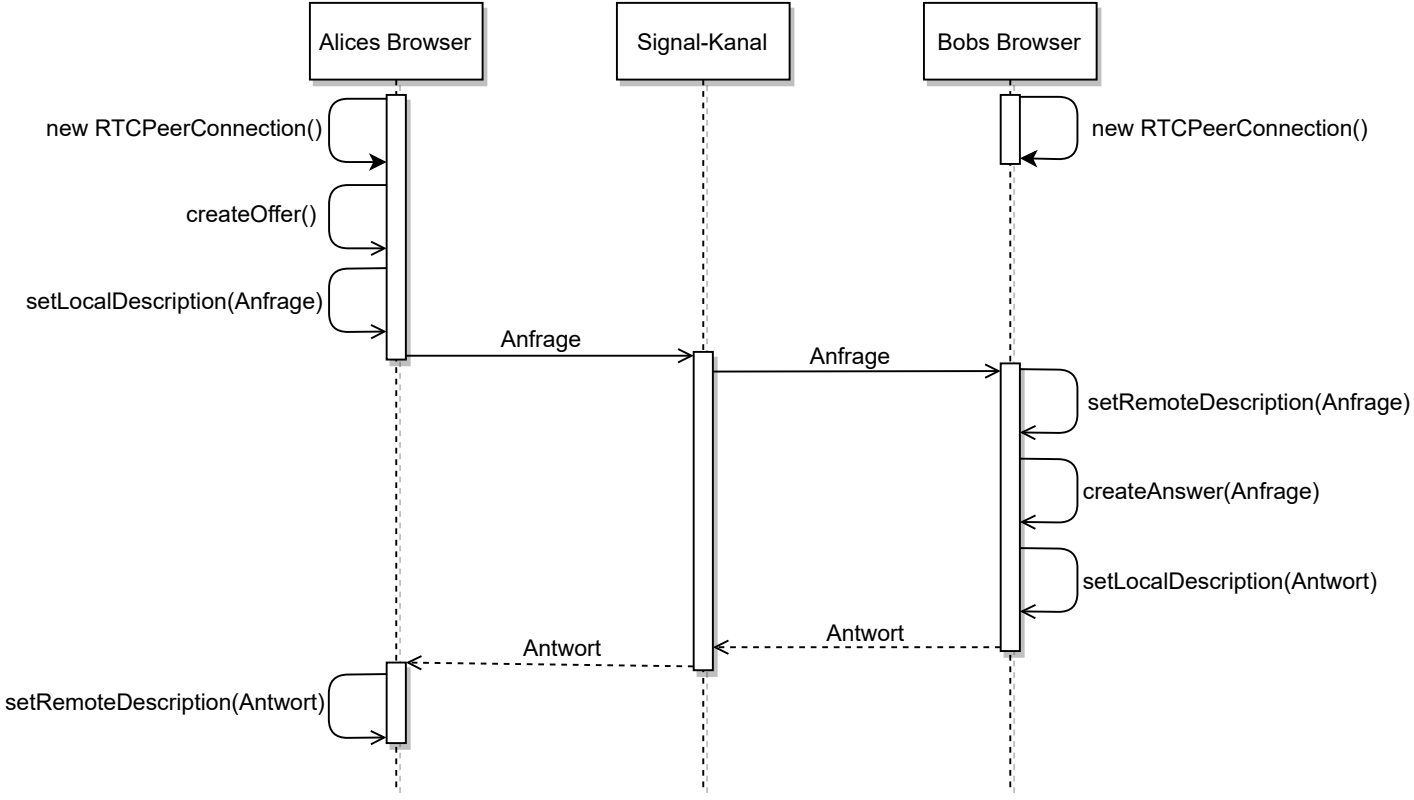 Alices Browser
Signal-Kanal
Bobs Browser
new RTCPeerConnection()
new RTCPeerConnection()
createOffer()
setLocalDescription(Anfrage)
Anfrage
Anfrage
setRemoteDescription(Anfrage)
createAnswer(Anfrage)
setLocalDescription(Antwort)
Antwort
Antwort
setRemoteDescription(Antwort)